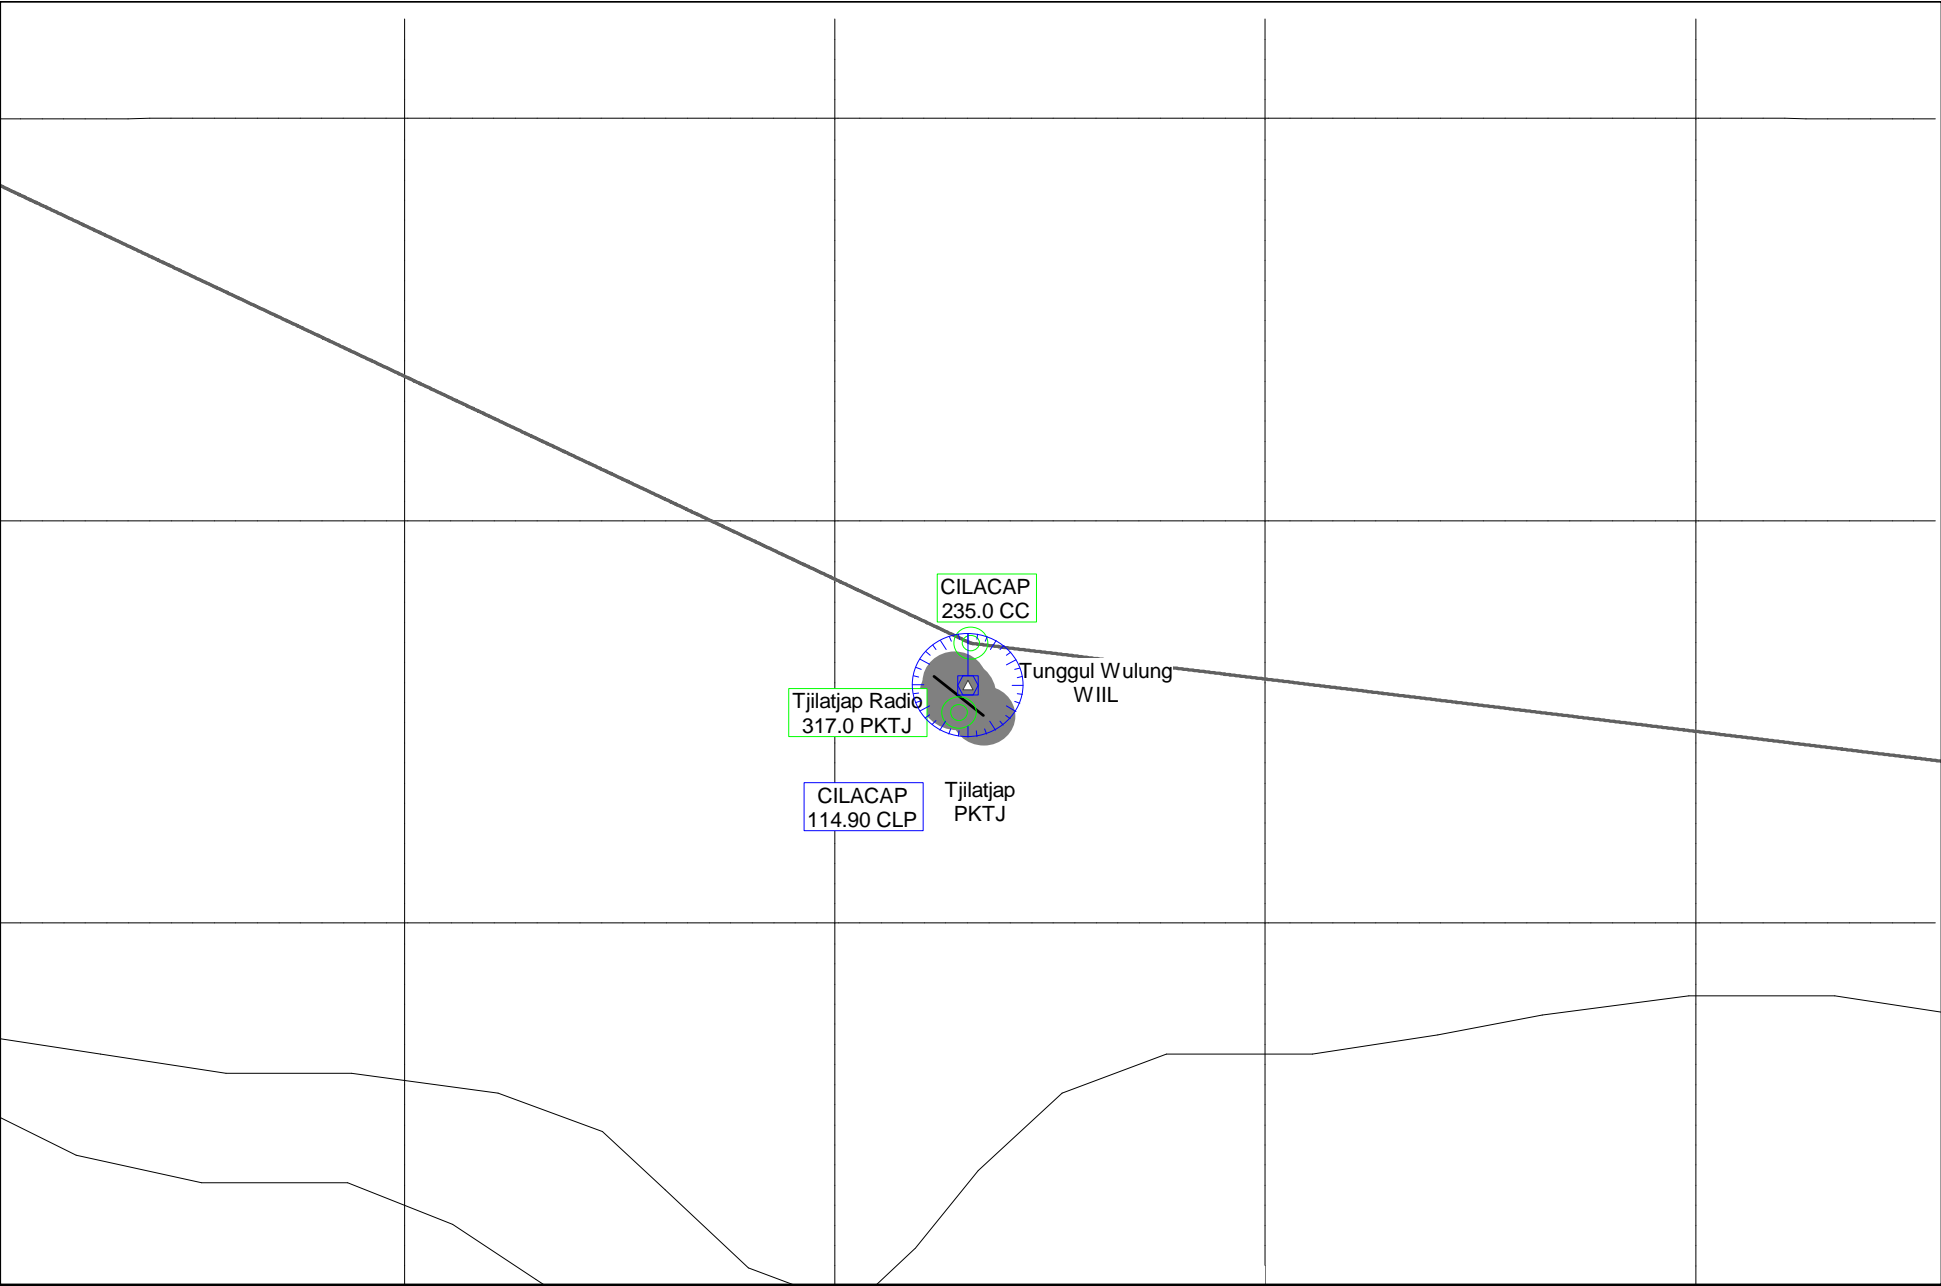 CILACAP
235.0 CC
Tunggul Wulung
WIIL
Tjilatjap Radio
317.0 PKTJ
CILACAP
114.90 CLP
Tjilatjap
PKTJ